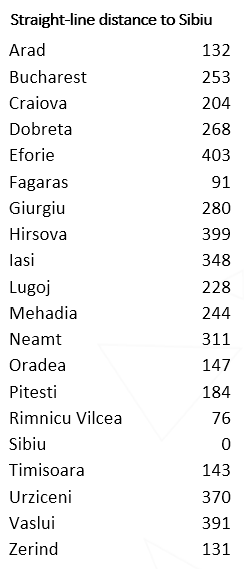 Straight-line distance to Sibiu
Arad 132
Bucharest 253
Craiova 204
Dobreta 268
Eforie 403
Fagaras 91
Giurgiu 280
Hirsova 399
Iasi 348
Lugoj 228
Mehadia 244
Neamt 311
Oradea 147
Pitesti 184
Rimnicu Vilcea 76
Sibiu 0
Timisoara 143
Urziceni 370
Vaslui 391
Zerind 131